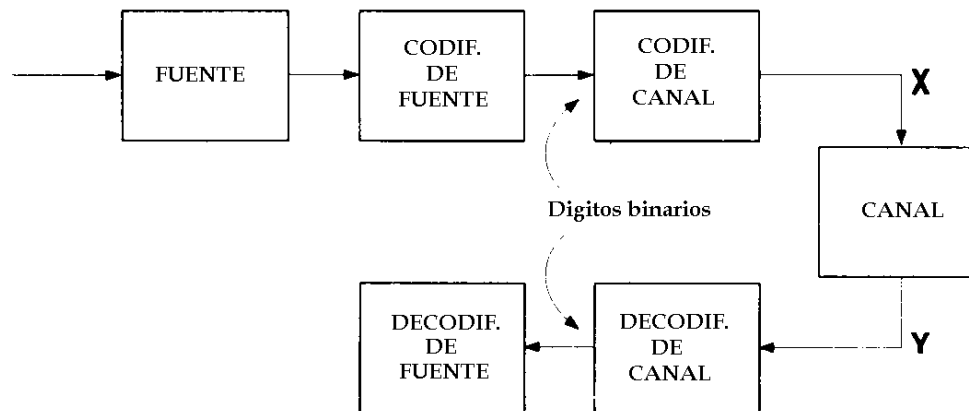 FUENTE
CODIF.
DE
FUENTE
CODIF.
DE
CANAL
X
CANAL
Digitos binarios
DECODIF.
DE
FUENTE
DECODIF.
DE
CANAL
Y